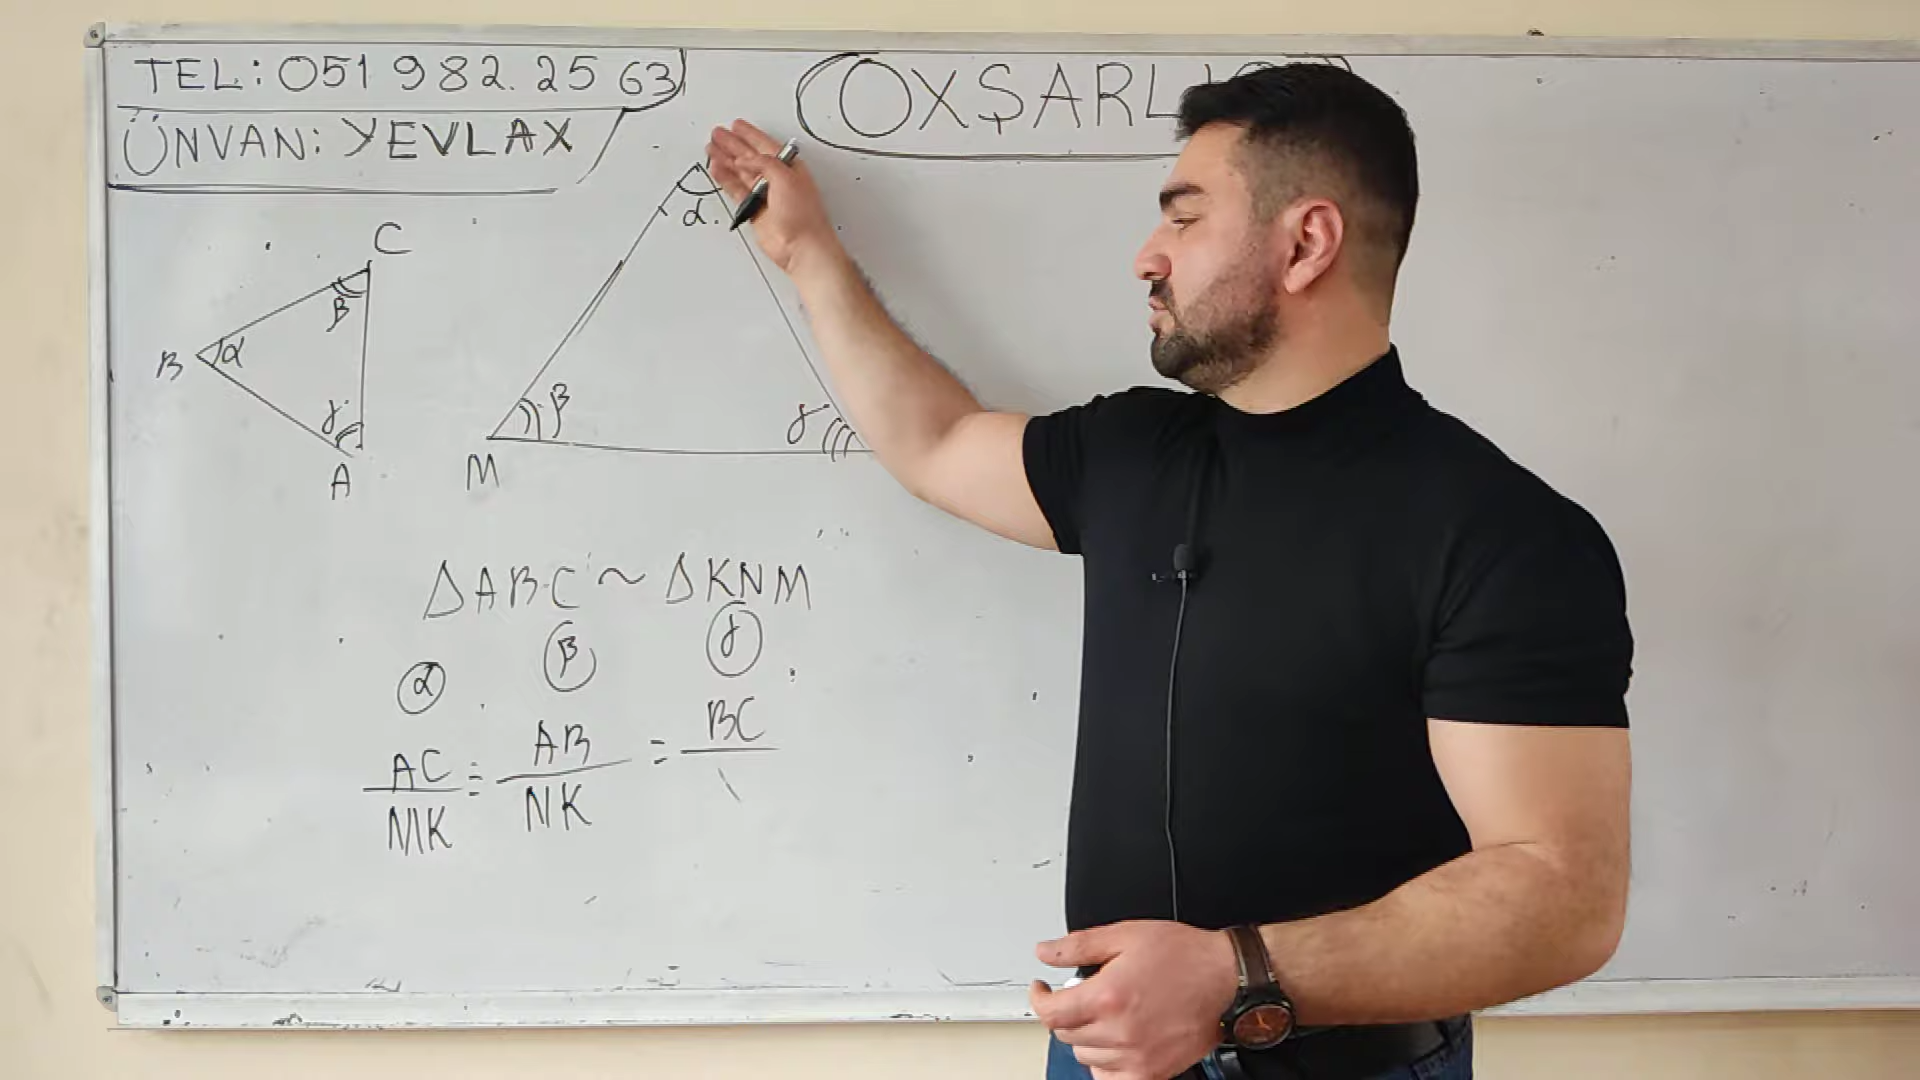 TEL: 051 982. 25 63
ÜNVAN: YEVLAX
OXŞARL
C
β
B
α
γ
A
α
β
γ
M
ΔABC ~ ΔKNM
α β γ
AC/MK = AB/NK = BC/